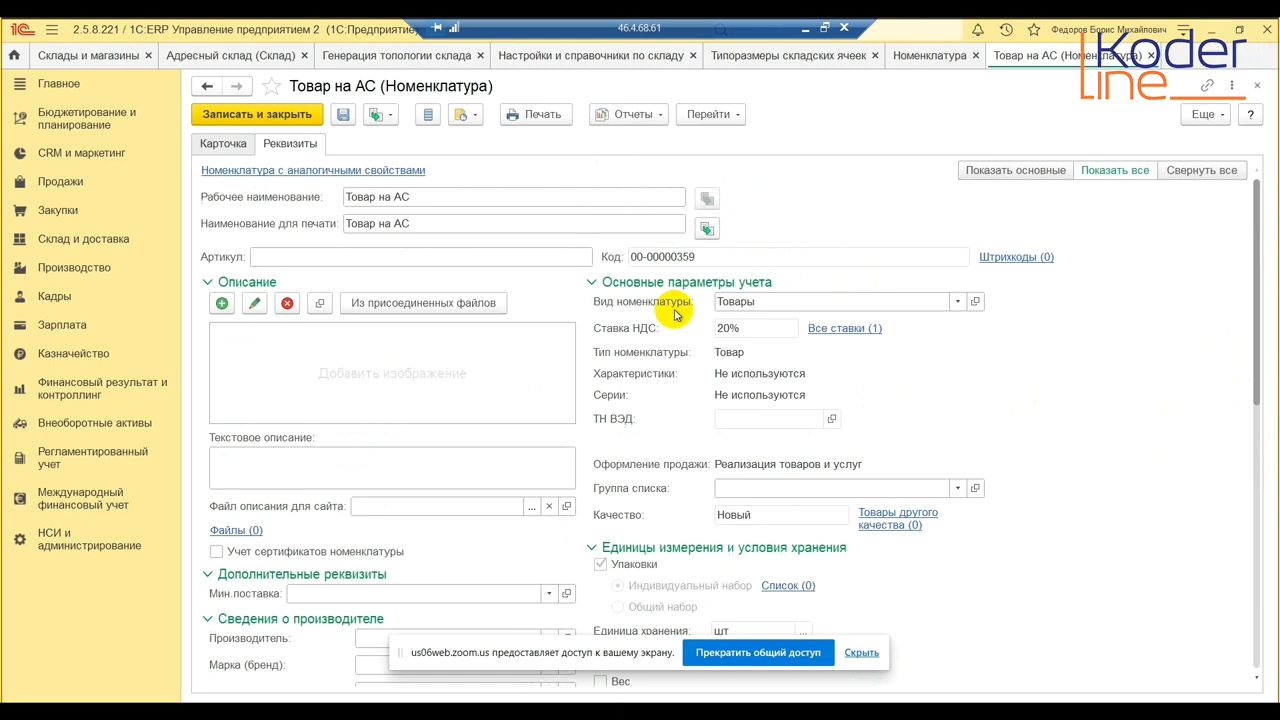 2.5.8.221 / 1С:ERP Управление предприятием 2 (1С:Предприятие,
46.4.68.61
Федоров Борис Михайлович
Koder
line
Склады и магазины × Адресный склад (Склад) × Генерация склада × Настройки и справочники по складу × Типоразмеры складских ячеек × Номенклатура × Товар на АС (Номенклатура) ×
Главное
Бюджетирование и
планирование
CRM и маркетинг
Продажи
Закупки
Склад и доставка
Производство
Кадры
Зарплата
Казначейство
Финансовый результат и
контроллинг
Внеоборотные активы
Регламентированный
учет
Международный
финансовый учет
НСИ и
администрирование
Товар на АС (Номенклатура)
Записать и закрыть
Печать
Отчеты
Перейти
Еще
?
Карточка
Реквизиты
Номенклатура с аналогичными свойствами
Показать основные
Показать все
Свернуть все
Рабочее наименование: Товар на АС
Наименование для печати: Товар на АС
Артикул:
Код: 00-00000359
Штрихкоды (0)
Описание
Из присоединенных файлов
Добавить изображение
Текстовое описание:
Файл описания для сайта:
Файлы (0)
Учет сертификатов номенклатуры
Дополнительные реквизиты
Мин.поставка:
Сведения о производителе
Производитель:
Марка (бренд):
Основные параметры учета
Вид номенклатуры: Товары
Ставка НДС: 20% Все ставки (1)
Тип номенклатуры: Товар
Характеристики: Не используются
Серии: Не используются
ТН ВЭД:
Оформление продажи: Реализация товаров и услуг
Группа списка:
Качество: Новый
Товары другого
качества (0)
Единицы измерения и условия хранения
Упаковки
Индивидуальный набор Список (0)
Общий набор
Единица хранения: шт
Вес
us06web.zoom.us предоставляет доступ к вашему экрану.
Прекратить общий доступ
Скрыть